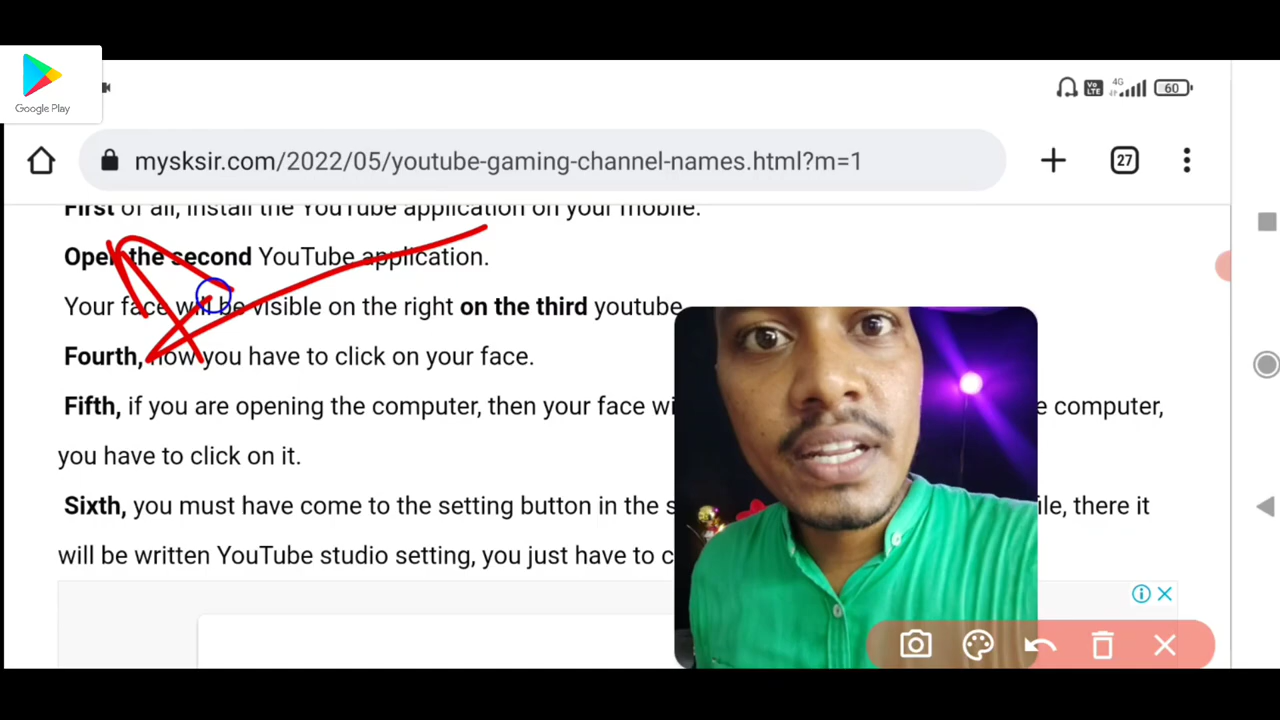 Google Play
Vo LTE 4G 60
mysksir.com/2022/05/youtube-gaming-channel-names.html?m=1
27
First of all, install the YouTube application on your mobile.
Open the second YouTube application.
Your face will be visible on the right on the third youtube
Fourth, now you have to click on your face.
Fifth, if you are opening the computer, then your face computer,
you have to click on it.
Sixth, you must have come to the setting button in the there it
will be written YouTube studio setting, you just have to